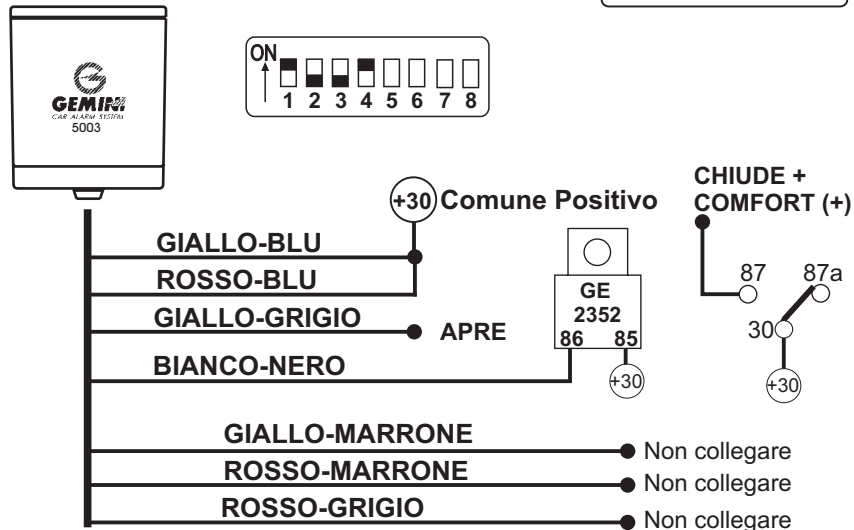 GEMINI
CAR ALARM SYSTEM
5003
ON
1 2 3 4 5 6 7 8
+30 Comune Positivo
CHIUDE +
COMFORT (+)
GIALLO-BLU
ROSSO-BLU
GIALLO-GRIGIO
APRE
BIANCO-NERO
GE
2352
86 85
+30
87 87a
30
+30
GIALLO-MARRONE
Non collegare
ROSSO-MARRONE
Non collegare
ROSSO-GRIGIO
Non collegare